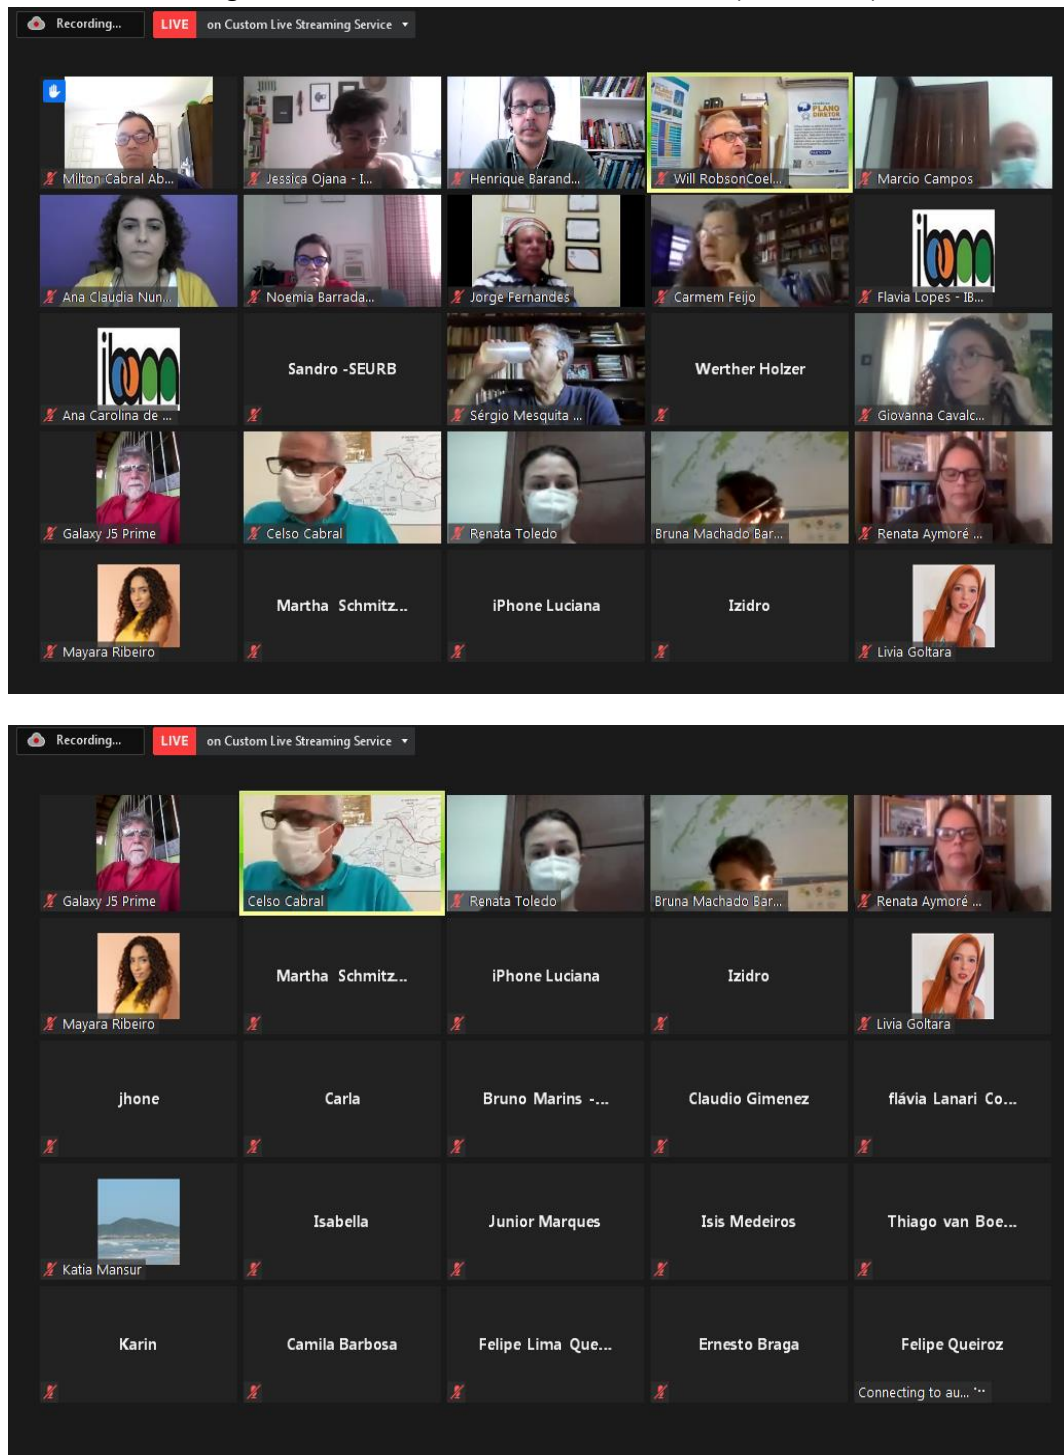 Recording...
LIVE
on Custom Live Streaming Service
Milton Cabral Ab...
Jessica Ojana - I...
Henrique Barand...
PLANO DIRETOR
Will RobsonCoel...
Marcio Campos
Ana Claudia Nun...
Noemia Barrada...
Jorge Fernandes
Carmem Feijo
ibam
Flavia Lopes - IB...
ibam
Ana Carolina de ...
Sandro -SEURB
Sérgio Mesquita ...
Werther Holzer
Giovanna Cavalc...
Galaxy J5 Prime
Celso Cabral
Renata Toledo
Bruna Machado Bar...
Renata Aymoré ...
Mayara Ribeiro
Martha Schmitz...
iPhone Luciana
Izidro
Livia Goltara
Recording...
LIVE
on Custom Live Streaming Service
Galaxy J5 Prime
Celso Cabral
Renata Toledo
Bruna Machado Bar...
Renata Aymoré ...
Mayara Ribeiro
Martha Schmitz...
iPhone Luciana
Izidro
Livia Goltara
jhone
Carla
Bruno Marins -...
Claudio Gimenez
flávia Lanari Co...
Katia Mansur
Isabella
Junior Marques
Isis Medeiros
Thiago van Boe...
Karin
Camila Barbosa
Felipe Lima Que...
Ernesto Braga
Felipe Queiroz
Connecting to au...